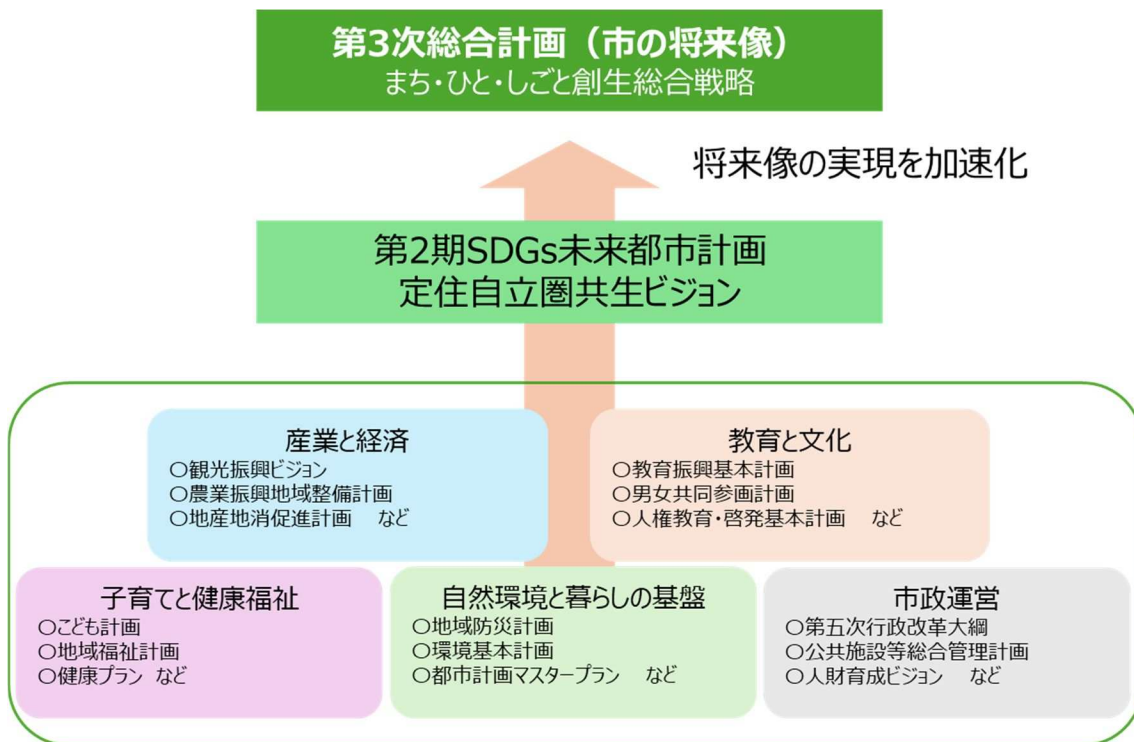 第3次総合計画（市の将来像）
まち・ひと・しごと創生総合戦略
将来像の実現を加速化
第2期SDGs未来都市計画
定住自立圏共生ビジョン
産業と経済
○観光振興ビジョン
○農業振興地域整備計画
○地産地消促進計画　など
教育と文化
○教育振興基本計画
○男女共同参画計画
○人権教育・啓発基本計画　など
子育てと健康福祉
○こども計画
○地域福祉計画
○健康プラン など
自然環境と暮らしの基盤
○地域防災計画
○環境基本計画
○都市計画マスタープラン　など
市政運営
○第五次行政改革大綱
○公共施設等総合管理計画
○人財育成ビジョン　など